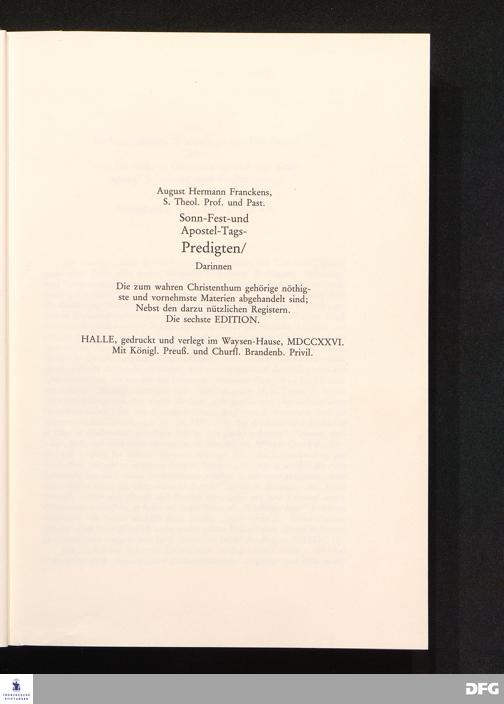 August Hermann Franckens,
S. Theol. Prof. und Past.
Sonn-Fest-und
Apostel-Tags-
Predigten/
Darinnen
Die zum wahren Christenthum gehörige nöthig-
ste und vornehmste Materien abgehandelt sind;
Nebst den darzu nützlichen Registern.
Die sechste EDITION.
HALLE, gedruckt und verlegt im Waysen-Hause, MDCCXXVI.
Mit Königl. Preuß. und Churfl. Brandenb. Privil.
FRANCKESCHE
STIFTUNGEN
DFG